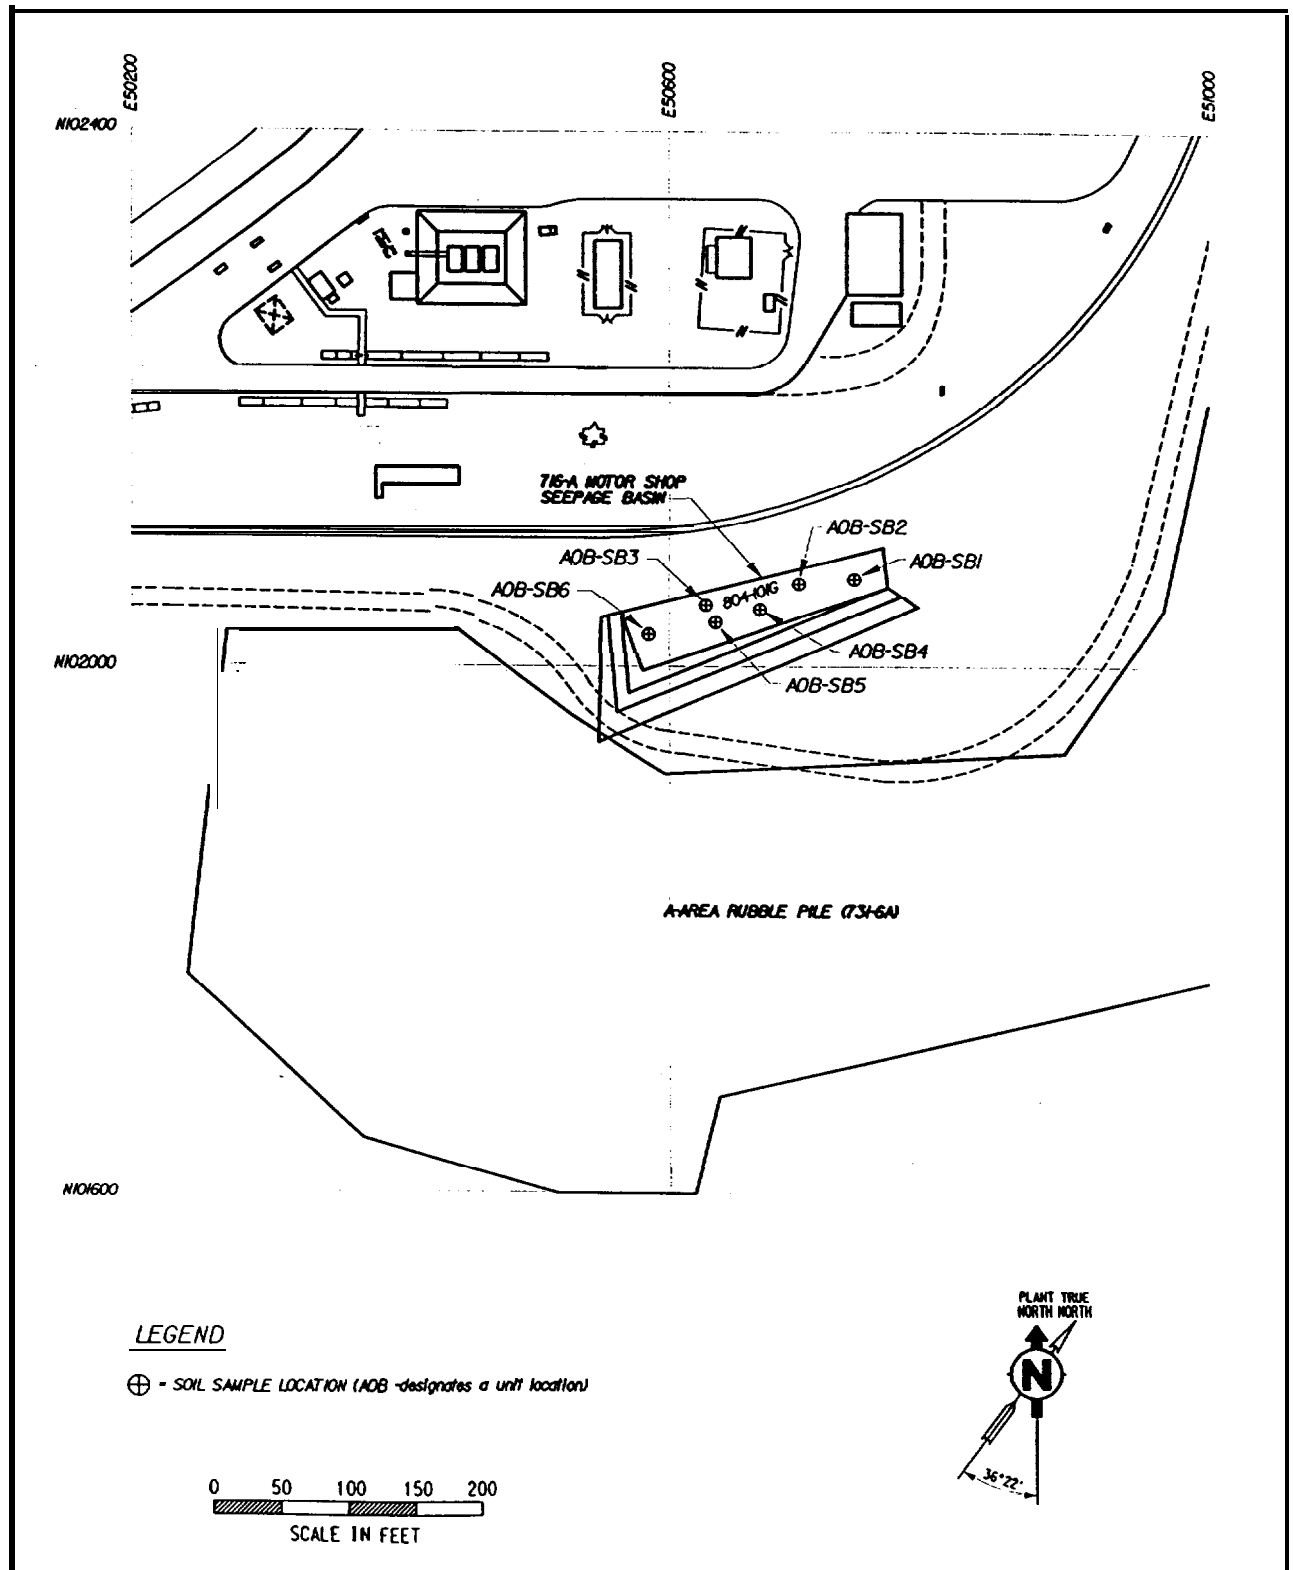 E50200
E50600
E51000
N102400
716-A MOTOR SHOP
SEEPAGE BASIN
AOB-SB2
AOB-SB3
AOB-SB1
AOB-SB6
804-101G
AOB-SB4
N102000
AOB-SB5
A-AREA RUBBLE PILE (731-6A)
N101600
PLANT TRUE
NORTH NORTH
LEGEND
N
= SOIL SAMPLE LOCATION (AOB -designates a unit location)
36°22'
0 50 100 150 200
SCALE IN FEET